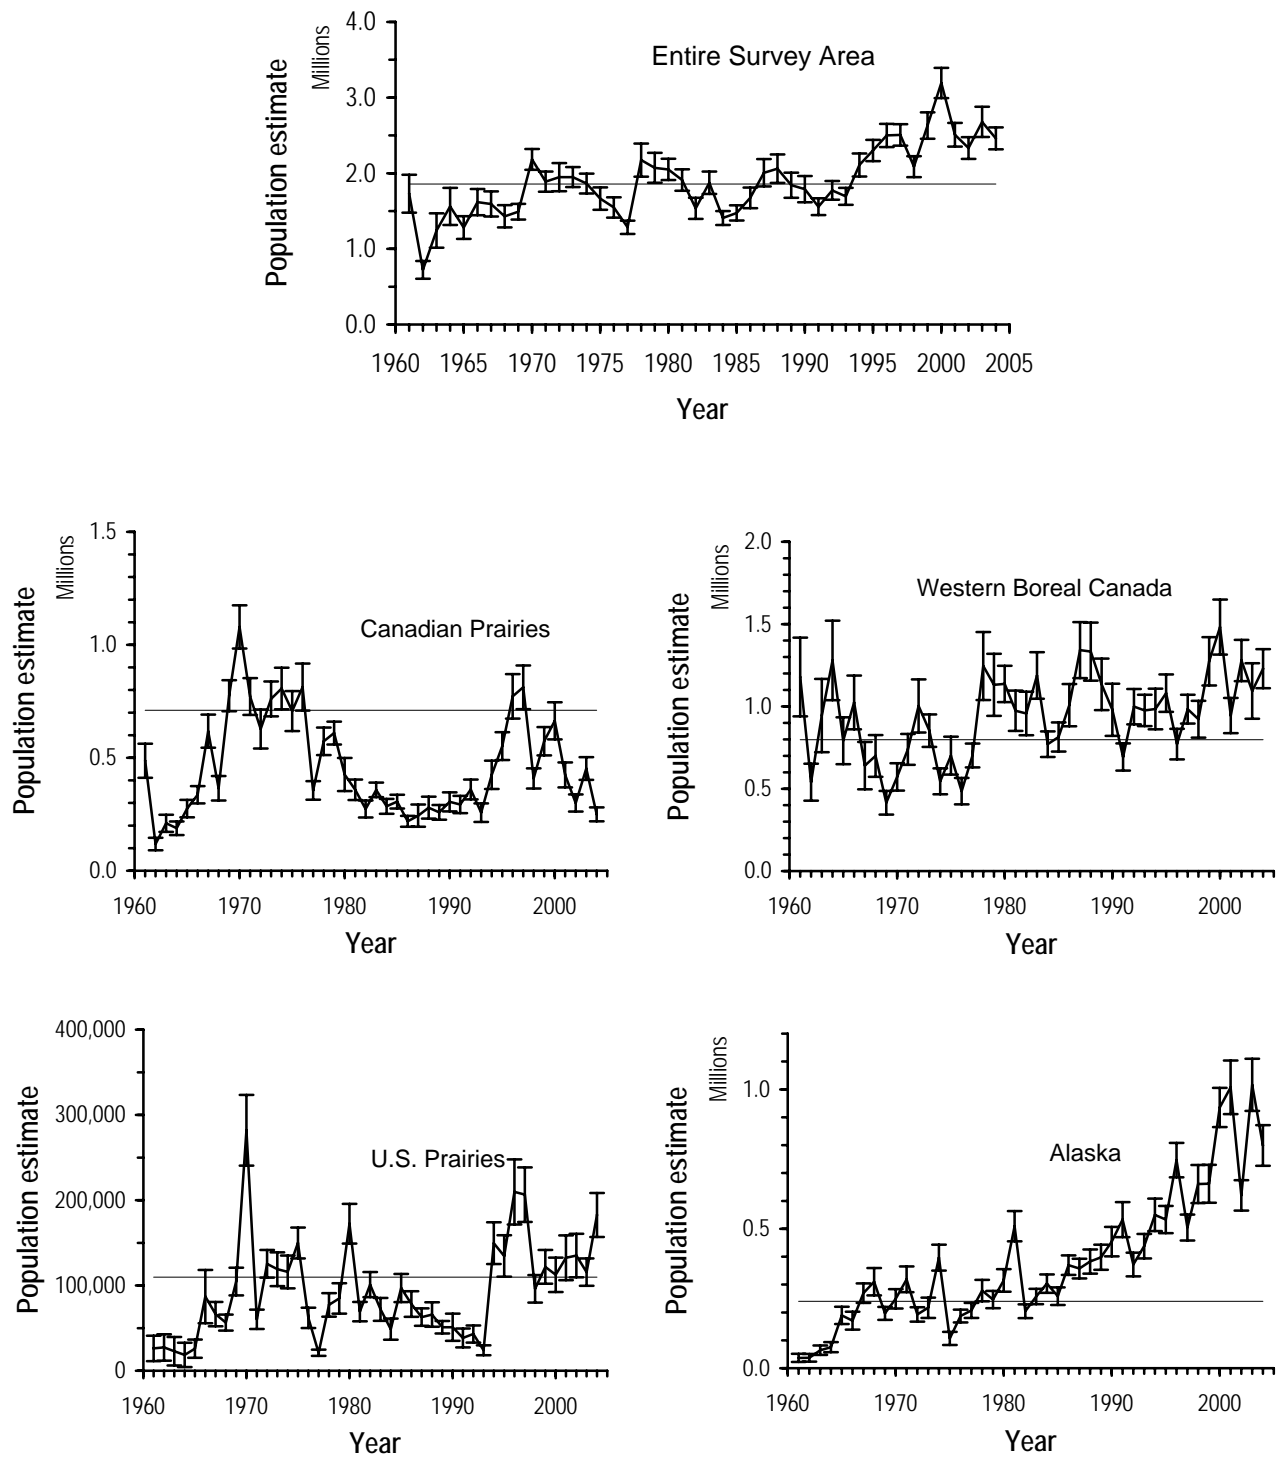 Entire Survey Area
Population estimate
Millions
4.0
3.0
2.0
1.0
0.0
1960 1965 1970 1975 1980 1985 1990 1995 2000 2005
Year
Canadian Prairies
Population estimate
Millions
1.5
1.0
0.5
0.0
1960 1970 1980 1990 2000
Year
Western Boreal Canada
Population estimate
Millions
2.0
1.5
1.0
0.5
0.0
1960 1970 1980 1990 2000
Year
U.S. Prairies
Population estimate
400,000
300,000
200,000
100,000
0
1960 1970 1980 1990 2000
Year
Alaska
Population estimate
Millions
1.0
0.5
0.0
1960 1970 1980 1990 2000
Year